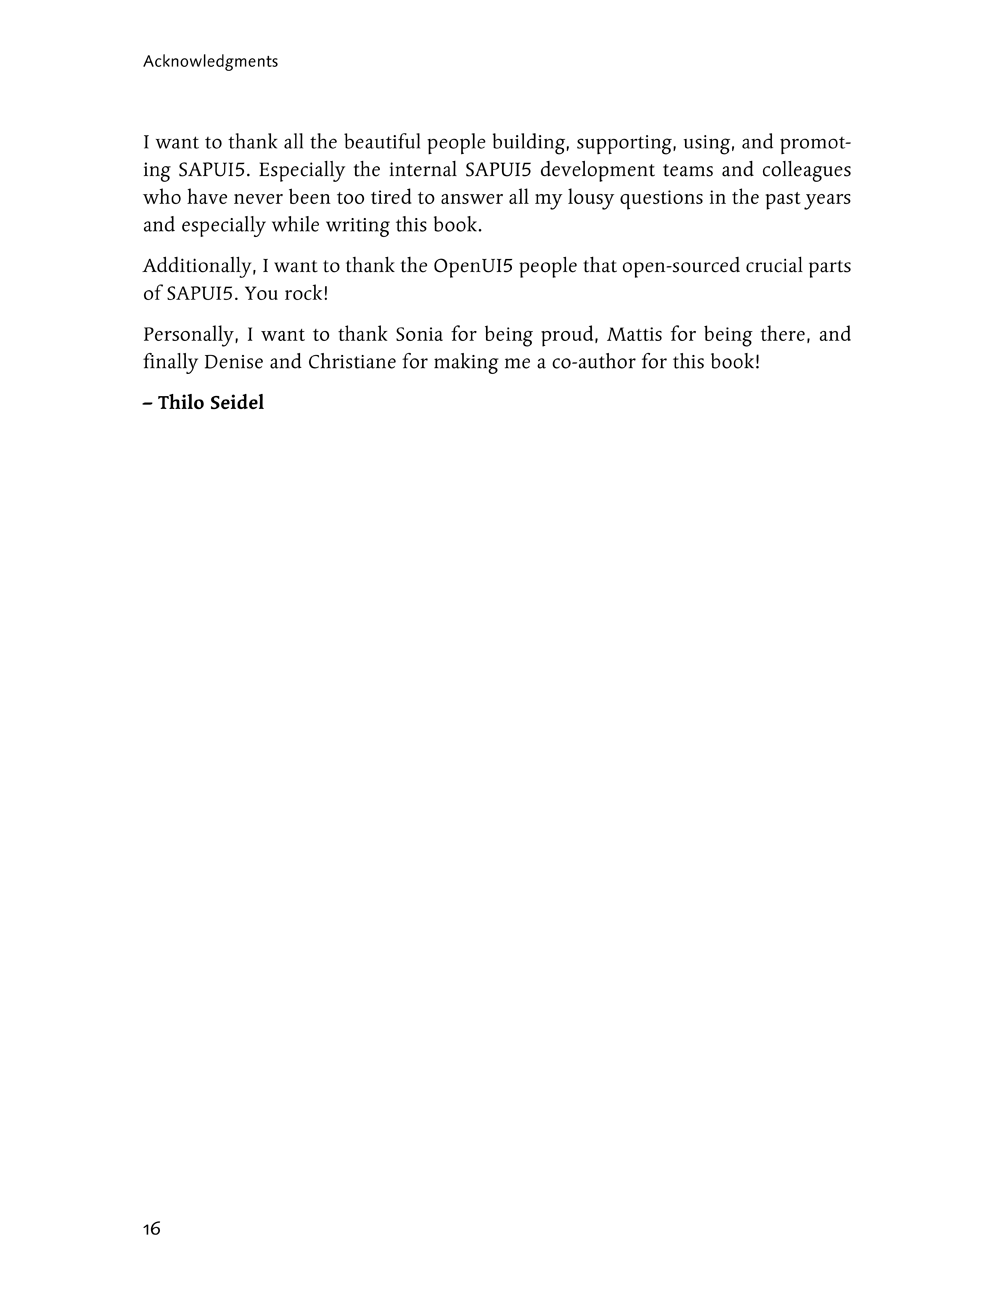 Acknowledgments
I want to thank all the beautiful people building, supporting, using, and promot-
ing SAPUI5. Especially the internal SAPUI5 development teams and colleagues
who have never been too tired to answer all my lousy questions in the past years
and especially while writing this book.
Additionally, I want to thank the OpenUI5 people that open-sourced crucial parts
of SAPUI5. You rock!
Personally, I want to thank Sonia for being proud, Mattis for being there, and
finally Denise and Christiane for making me a co-author for this book!
– Thilo Seidel
16